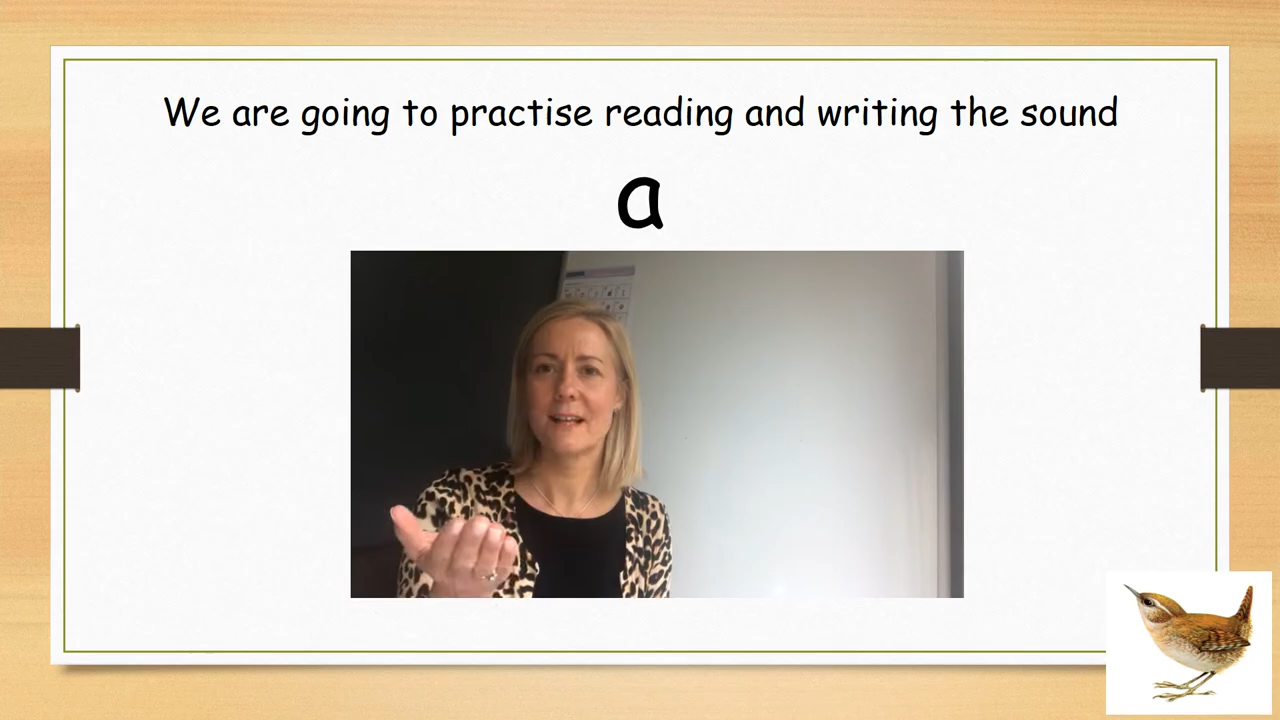 We are going to practise reading and writing the sound
a